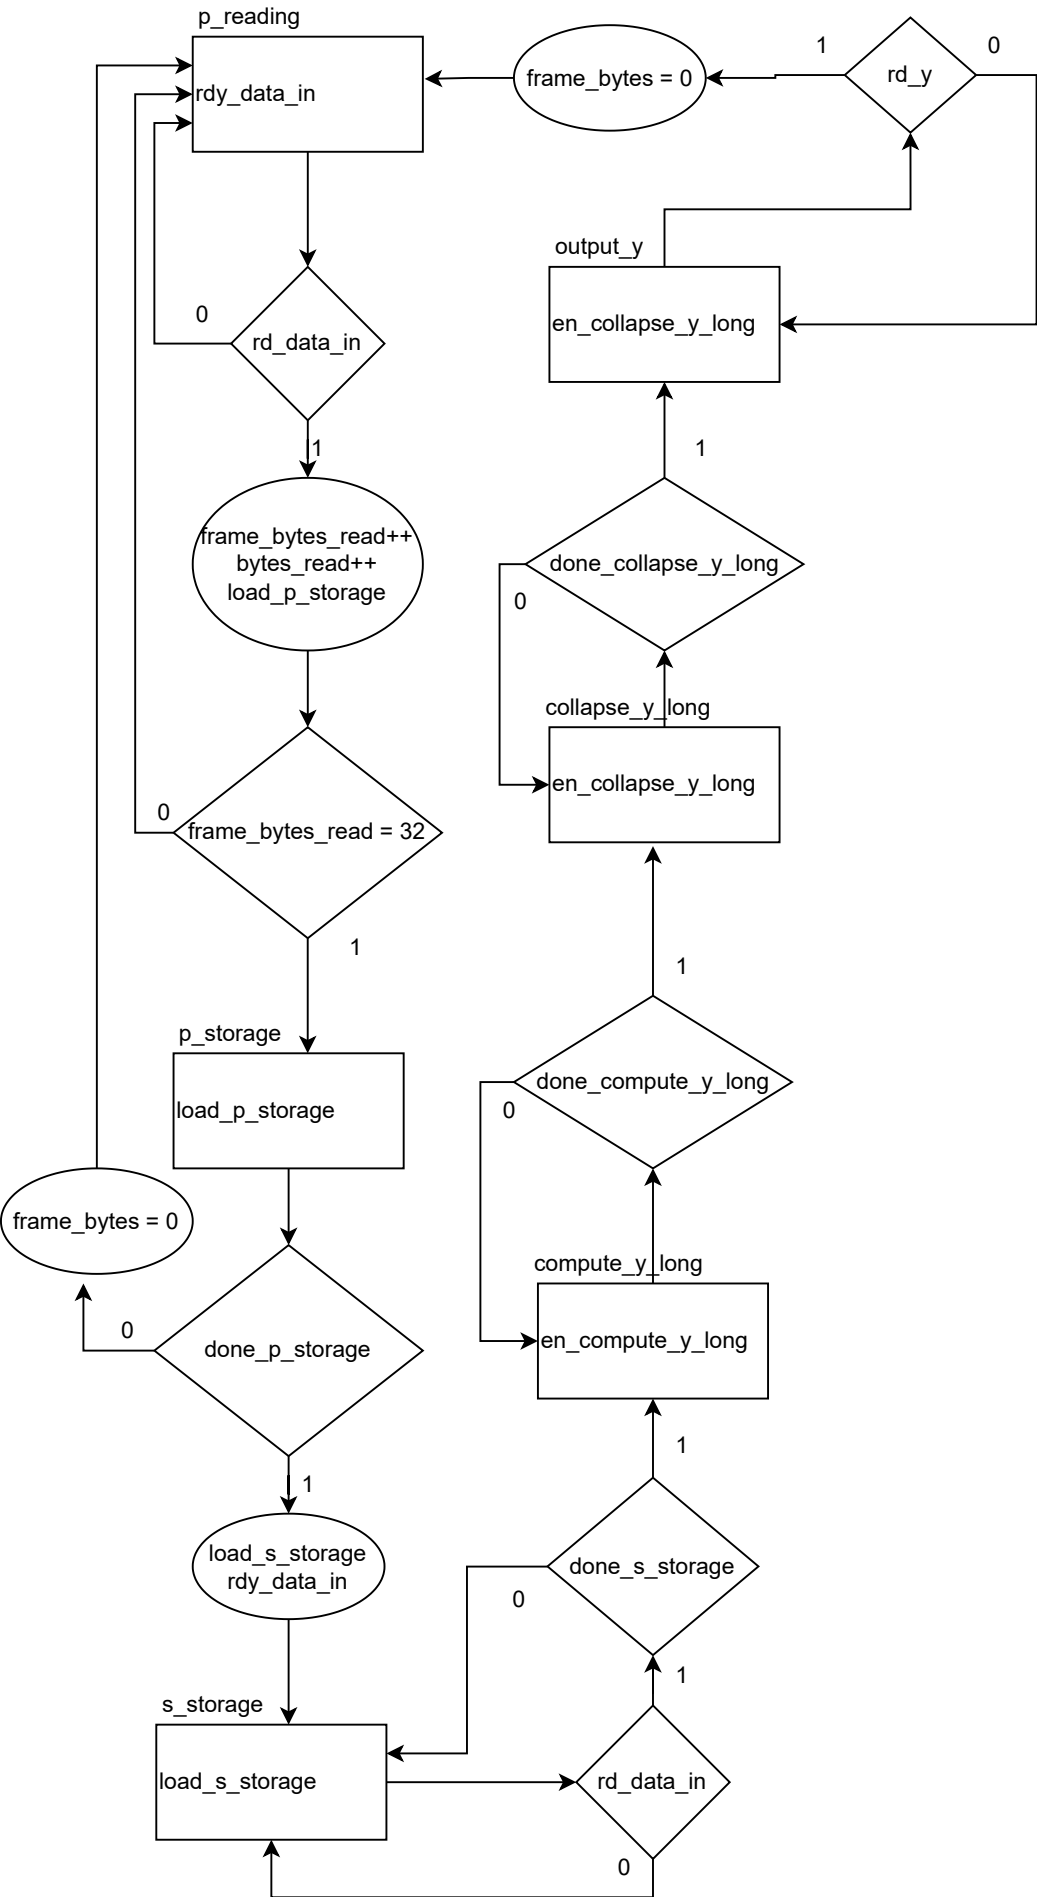 p_reading
rdy_data_in
frame_bytes = 0
1
rd_y
0
output_y
en_collapse_y_long
0
rd_data_in
1
frame_bytes_read++
bytes_read++
load_p_storage
1
done_collapse_y_long
0
collapse_y_long
en_collapse_y_long
0
frame_bytes_read = 32
1
1
p_storage
load_p_storage
done_compute_y_long
0
frame_bytes = 0
0
done_p_storage
1
compute_y_long
en_compute_y_long
1
load_s_storage
rdy_data_in
done_s_storage
0
1
s_storage
load_s_storage
rd_data_in
0